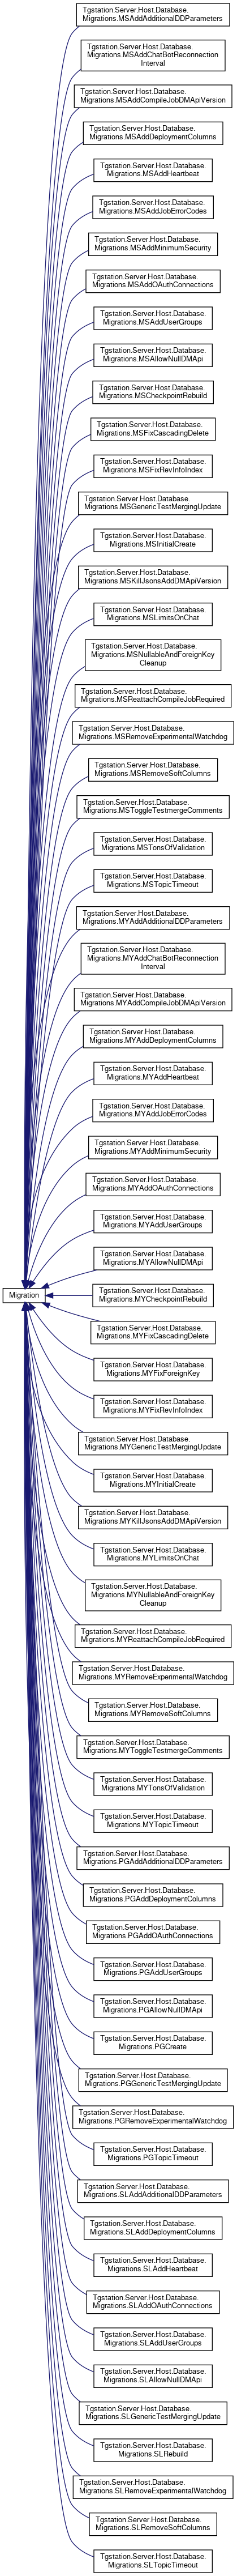 Tgstation.Server.Host.Database.
Migrations.MSAddAdditionalDDParameters
Tgstation.Server.Host.Database.
Migrations.MSAddChatBotReconnection
Interval
Tgstation.Server.Host.Database.
Migrations.MSAddCompileJobDMApiVersion
Tgstation.Server.Host.Database.
Migrations.MSAddDeploymentColumns
Tgstation.Server.Host.Database.
Migrations.MSAddHeartbeat
Tgstation.Server.Host.Database.
Migrations.MSAddJobErrorCodes
Tgstation.Server.Host.Database.
Migrations.MSAddMinimumSecurity
Tgstation.Server.Host.Database.
Migrations.MSAddOAuthConnections
Tgstation.Server.Host.Database.
Migrations.MSAddUserGroups
Tgstation.Server.Host.Database.
Migrations.MSAllowNullDMApi
Tgstation.Server.Host.Database.
Migrations.MSCheckpointRebuild
Tgstation.Server.Host.Database.
Migrations.MSFixCascadingDelete
Tgstation.Server.Host.Database.
Migrations.MSFixRevInfoIndex
Tgstation.Server.Host.Database.
Migrations.MSGenericTestMergingUpdate
Tgstation.Server.Host.Database.
Migrations.MSInitialCreate
Tgstation.Server.Host.Database.
Migrations.MSKillJsonsAddDMApiVersion
Tgstation.Server.Host.Database.
Migrations.MSLimitsOnChat
Tgstation.Server.Host.Database.
Migrations.MSNullableAndForeignKey
Cleanup
Tgstation.Server.Host.Database.
Migrations.MSReattachCompileJobRequired
Tgstation.Server.Host.Database.
Migrations.MSRemoveExperimentalWatchdog
Tgstation.Server.Host.Database.
Migrations.MSRemoveSoftColumns
Tgstation.Server.Host.Database.
Migrations.MSToggleTestmergeComments
Tgstation.Server.Host.Database.
Migrations.MSTonsOfValidation
Tgstation.Server.Host.Database.
Migrations.MSTopicTimeout
Tgstation.Server.Host.Database.
Migrations.MYAddAdditionalDDParameters
Tgstation.Server.Host.Database.
Migrations.MYAddChatBotReconnection
Interval
Tgstation.Server.Host.Database.
Migrations.MYAddCompileJobDMApiVersion
Tgstation.Server.Host.Database.
Migrations.MYAddDeploymentColumns
Tgstation.Server.Host.Database.
Migrations.MYAddHeartbeat
Tgstation.Server.Host.Database.
Migrations.MYAddJobErrorCodes
Tgstation.Server.Host.Database.
Migrations.MYAddMinimumSecurity
Tgstation.Server.Host.Database.
Migrations.MYAddOAuthConnections
Tgstation.Server.Host.Database.
Migrations.MYAddUserGroups
Tgstation.Server.Host.Database.
Migrations.MYAllowNullDMApi
Migration
Tgstation.Server.Host.Database.
Migrations.MYCheckpointRebuild
Tgstation.Server.Host.Database.
Migrations.MYFixCascadingDelete
Tgstation.Server.Host.Database.
Migrations.MYFixForeignKey
Tgstation.Server.Host.Database.
Migrations.MYFixRevInfoIndex
Tgstation.Server.Host.Database.
Migrations.MYGenericTestMergingUpdate
Tgstation.Server.Host.Database.
Migrations.MYInitialCreate
Tgstation.Server.Host.Database.
Migrations.MYKillJsonsAddDMApiVersion
Tgstation.Server.Host.Database.
Migrations.MYLimitsOnChat
Tgstation.Server.Host.Database.
Migrations.MYNullableAndForeignKey
Cleanup
Tgstation.Server.Host.Database.
Migrations.MYReattachCompileJobRequired
Tgstation.Server.Host.Database.
Migrations.MYRemoveExperimentalWatchdog
Tgstation.Server.Host.Database.
Migrations.MYRemoveSoftColumns
Tgstation.Server.Host.Database.
Migrations.MYToggleTestmergeComments
Tgstation.Server.Host.Database.
Migrations.MYTonsOfValidation
Tgstation.Server.Host.Database.
Migrations.MYTopicTimeout
Tgstation.Server.Host.Database.
Migrations.PGAddAdditionalDDParameters
Tgstation.Server.Host.Database.
Migrations.PGAddDeploymentColumns
Tgstation.Server.Host.Database.
Migrations.PGAddOAuthConnections
Tgstation.Server.Host.Database.
Migrations.PGAddUserGroups
Tgstation.Server.Host.Database.
Migrations.PGAllowNullDMApi
Tgstation.Server.Host.Database.
Migrations.PGCreate
Tgstation.Server.Host.Database.
Migrations.PGGenericTestMergingUpdate
Tgstation.Server.Host.Database.
Migrations.PGRemoveExperimentalWatchdog
Tgstation.Server.Host.Database.
Migrations.PGTopicTimeout
Tgstation.Server.Host.Database.
Migrations.SLAddAdditionalDDParameters
Tgstation.Server.Host.Database.
Migrations.SLAddDeploymentColumns
Tgstation.Server.Host.Database.
Migrations.SLAddHeartbeat
Tgstation.Server.Host.Database.
Migrations.SLAddOAuthConnections
Tgstation.Server.Host.Database.
Migrations.SLAddUserGroups
Tgstation.Server.Host.Database.
Migrations.SLAllowNullDMApi
Tgstation.Server.Host.Database.
Migrations.SLGenericTestMergingUpdate
Tgstation.Server.Host.Database.
Migrations.SLRebuild
Tgstation.Server.Host.Database.
Migrations.SLRemoveExperimentalWatchdog
Tgstation.Server.Host.Database.
Migrations.SLRemoveSoftColumns
Tgstation.Server.Host.Database.
Migrations.SLTopicTimeout